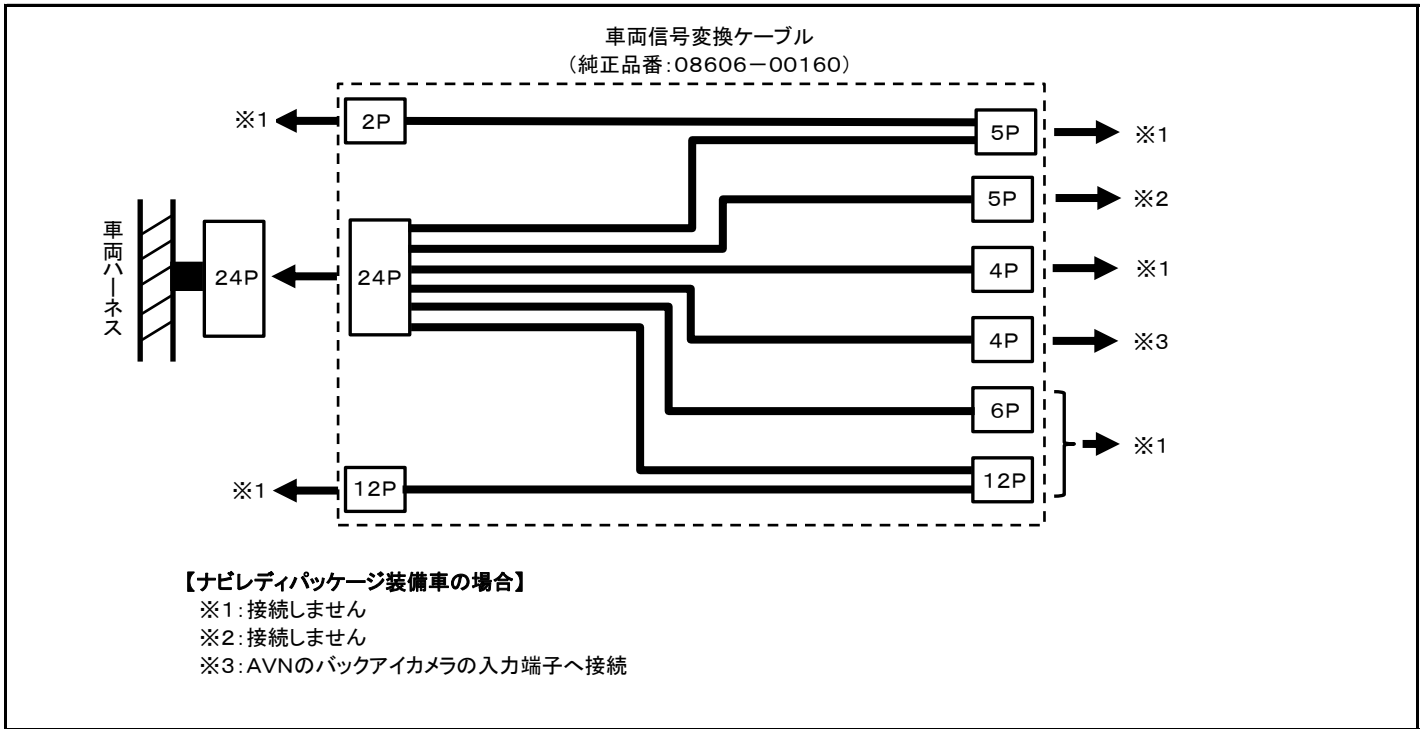 車両信号変換ケーブル
（純正品番：08606－00160）
※1
2P
5P
※1
5P
※2
車両ハーネス
24P
24P
4P
※1
4P
※3
6P
※1
※1
12P
12P
【ナビレディパッケージ装備車の場合】
※1：接続しません
※2：接続しません
※3：AVNのバックアイカメラの入力端子へ接続